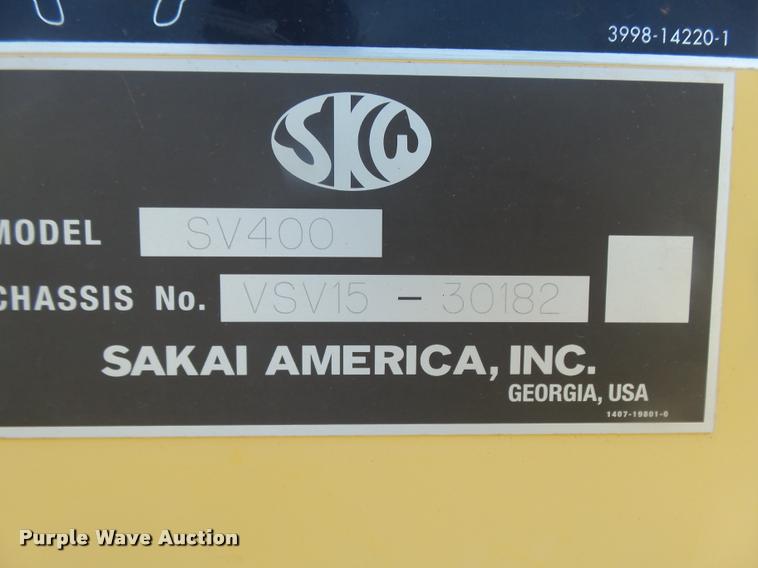 3998-14220-1
SKW
MODEL SV400
CHASSIS No. VSV15 - 30182
SAKAI AMERICA, INC.
GEORGIA, USA
1407-19801-0
Purple Wave Auction